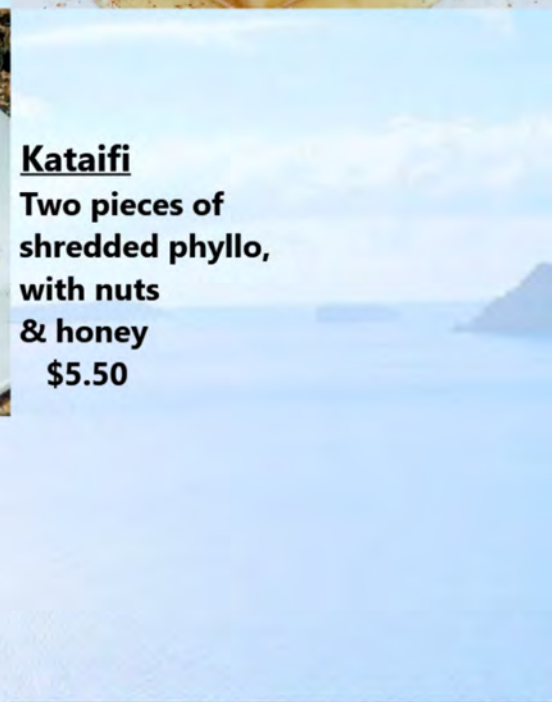 Kataifi
Two pieces of
shredded phyllo,
with nuts
& honey
$5.50